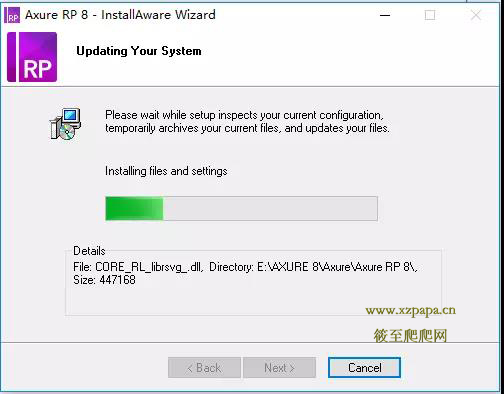 Axure RP 8 - InstallAware Wizard
RP
Updating Your System
Please wait while setup inspects your current configuration,
temporarily archives your current files, and updates your files.
Installing files and settings
Details
File: CORE_RL_librsvg_.dll, Directory: E:\AXURE 8\Axure\Axure RP 8\,
Size: 447168
www.xzpapa.cn
筱至爬爬网
< Back
Next >
Cancel